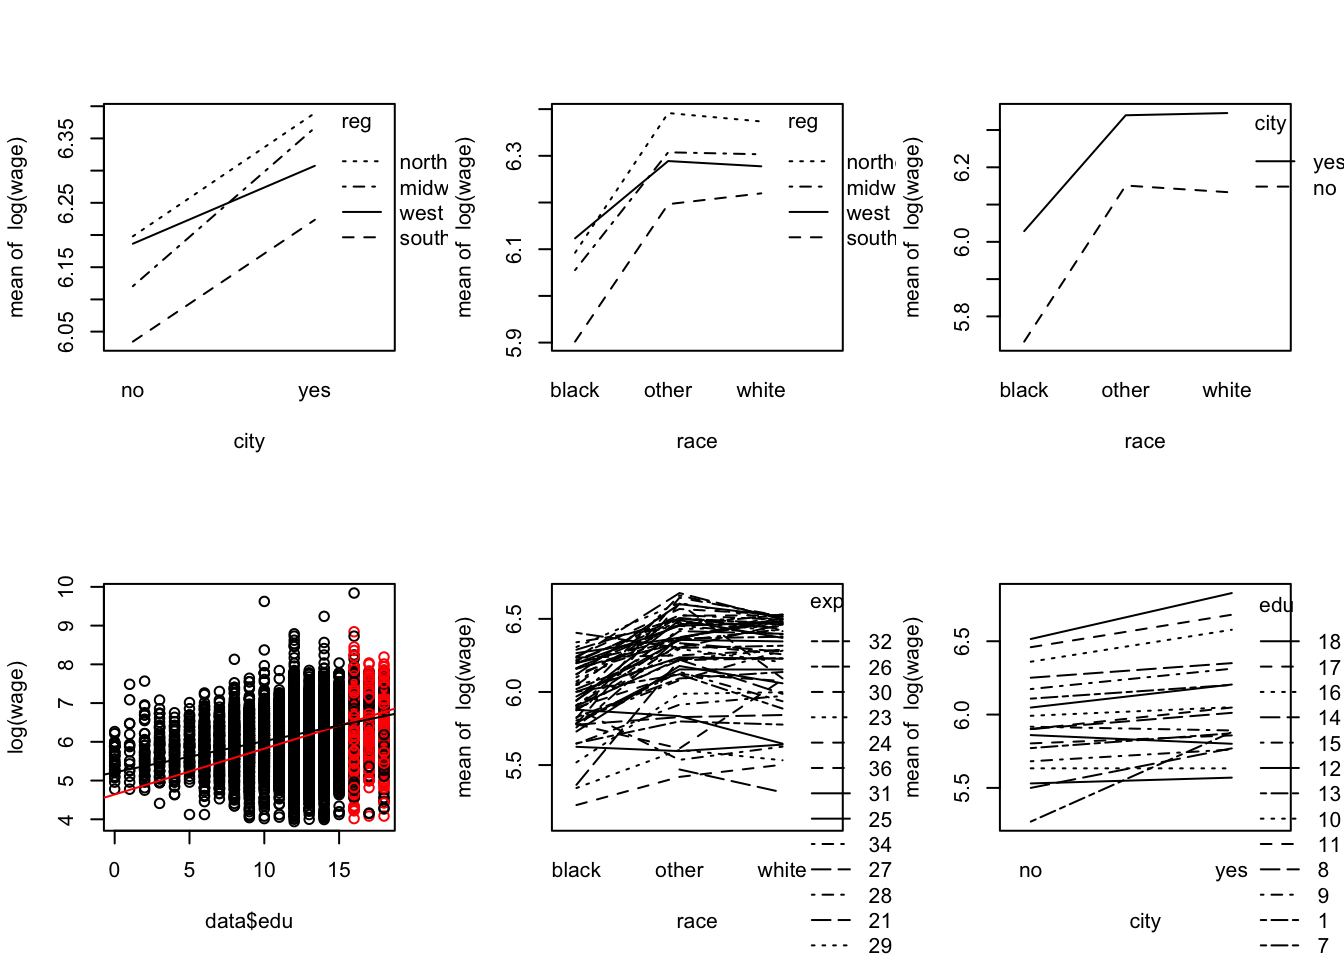 mean of log(wage)
6.35
6.25
6.15
6.05
no
yes
city
reg
north
midw
west
south
mean of log(wage)
6.3
6.1
5.9
black
other
white
race
reg
north
midw
west
south
mean of log(wage)
6.2
6.0
5.8
black
other
white
race
city
yes
no
log(wage)
10
9
8
7
6
5
4
0
5
10
15
data$edu
mean of log(wage)
6.5
6.0
5.5
black
other
white
race
exp
32
26
30
23
24
36
31
25
34
27
28
21
29
mean of log(wage)
6.5
6.0
5.5
no
yes
city
edu
18
17
16
14
15
12
13
10
11
8
9
1
7